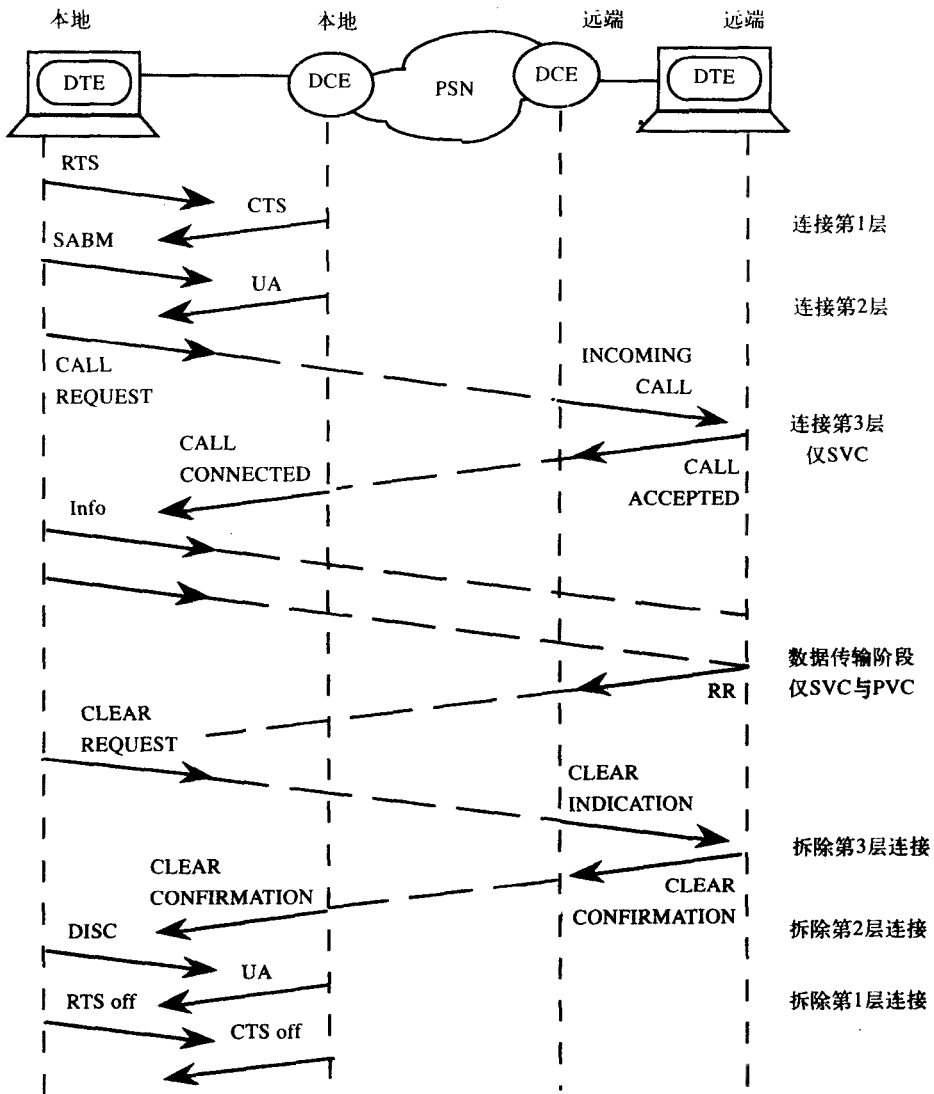 本地
本地
远端
远端
DTE
DCE
PSN
DCE
DTE
RTS
CTS
连接第1层
SABM
UA
连接第2层
CALL
REQUEST
INCOMING
CALL
连接第3层
仅SVC
CALL
CONNECTED
CALL
ACCEPTED
Info
数据传输阶段
仅SVC与PVC
RR
CLEAR
REQUEST
CLEAR
INDICATION
拆除第3层连接
CLEAR
CONFIRMATION
CLEAR
CONFIRMATION
DISC
拆除第2层连接
UA
RTS off
拆除第1层连接
CTS off